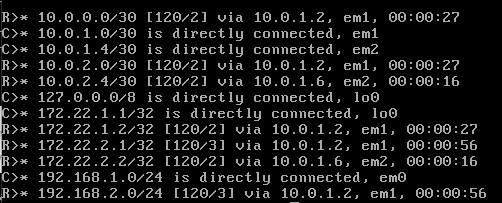 R>* 10.0.0.0/30 [120/2] via 10.0.1.2, em1, 00:00:27
C>* 10.0.1.0/30 is directly connected, em1
C>* 10.0.1.4/30 is directly connected, em2
R>* 10.0.2.0/30 [120/2] via 10.0.1.2, em1, 00:00:27
R>* 10.0.2.4/30 [120/2] via 10.0.1.6, em2, 00:00:16
C>* 127.0.0.0/8 is directly connected, lo0
C>* 172.22.1.1/32 is directly connected, lo0
R>* 172.22.1.2/32 [120/2] via 10.0.1.2, em1, 00:00:27
R>* 172.22.2.1/32 [120/3] via 10.0.1.2, em1, 00:00:56
R>* 172.22.2.2/32 [120/2] via 10.0.1.6, em2, 00:00:16
C>* 192.168.1.0/24 is directly connected, em0
R>* 192.168.2.0/24 [120/3] via 10.0.1.2, em1, 00:00:56